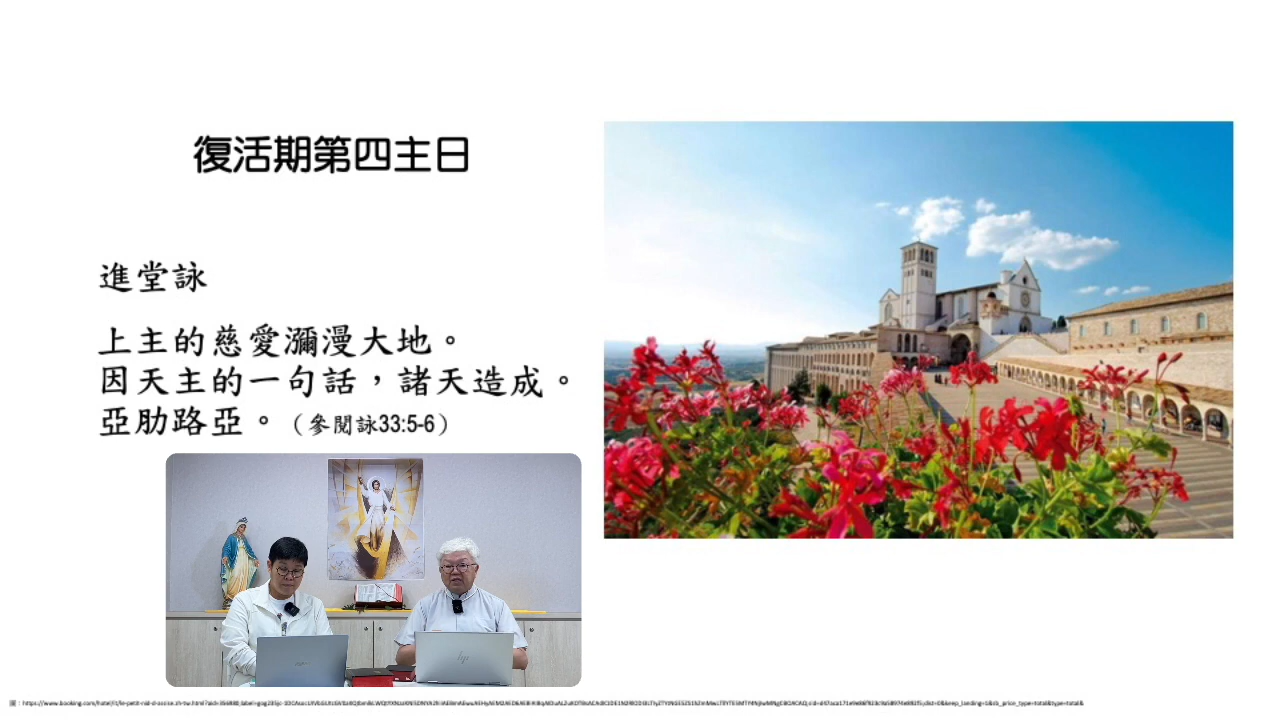 復活期第四主日
進堂詠
上主的慈愛瀰漫大地。
因天主的一句話，諸天造成。
亞肋路亞。（參閱詠33:5-6）